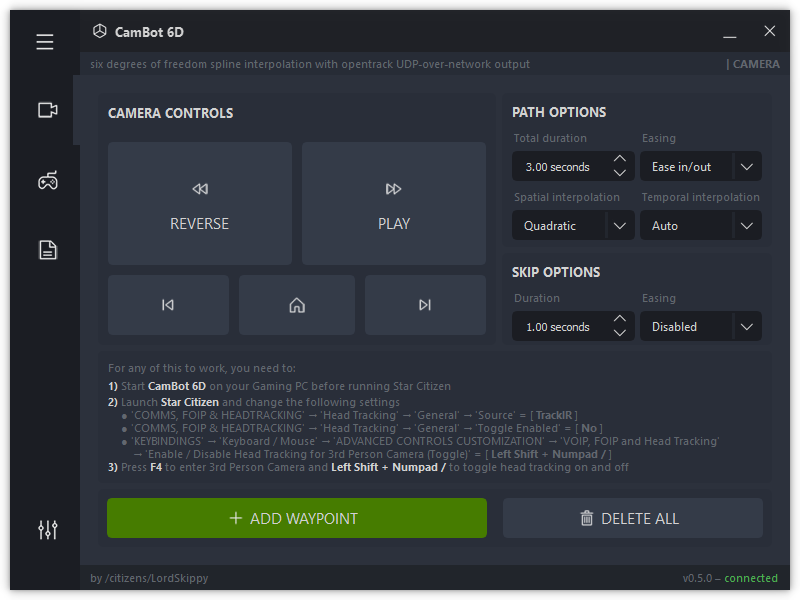 CamBot 6D
six degrees of freedom spline interpolation with opentrack UDP-over-network output
| CAMERA
CAMERA CONTROLS
REVERSE
PLAY
PATH OPTIONS
Total duration
Easing
3.00 seconds
Ease in/out
Spatial interpolation
Temporal interpolation
Quadratic
Auto
SKIP OPTIONS
Duration
Easing
1.00 seconds
Disabled
For any of this to work, you need to:
1) Start CamBot 6D on your Gaming PC before running Star Citizen
2) Launch Star Citizen and change the following settings
● 'COMMS, FOIP & HEADTRACKING' → 'Head Tracking' → 'General' → 'Source' = [ TrackIR ]
● 'COMMS, FOIP & HEADTRACKING' → 'Head Tracking' → 'General' → 'Toggle Enabled' = [ No ]
● 'KEYBINDINGS' → 'Keyboard / Mouse' → 'ADVANCED CONTROLS CUSTOMIZATION' → 'VOIP, FOIP and Head Tracking'
→ 'Enable / Disable Head Tracking for 3rd Person Camera (Toggle)' = [ Left Shift + Numpad / ]
3) Press F4 to enter 3rd Person Camera and Left Shift + Numpad / to toggle head tracking on and off
+ ADD WAYPOINT
DELETE ALL
by /citizens/LordSkippy
v0.5.0 – connected